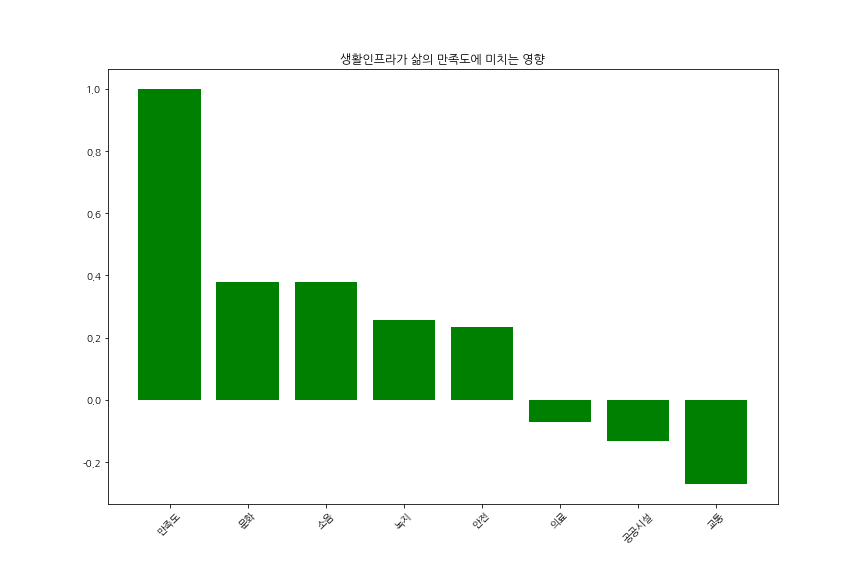 생활인프라가 삶의 만족도에 미치는 영향
1.0
0.8
0.6
0.4
0.2
0.0
-0.2
만족도
문화
소음
녹지
안전
의료
공공시설
교통